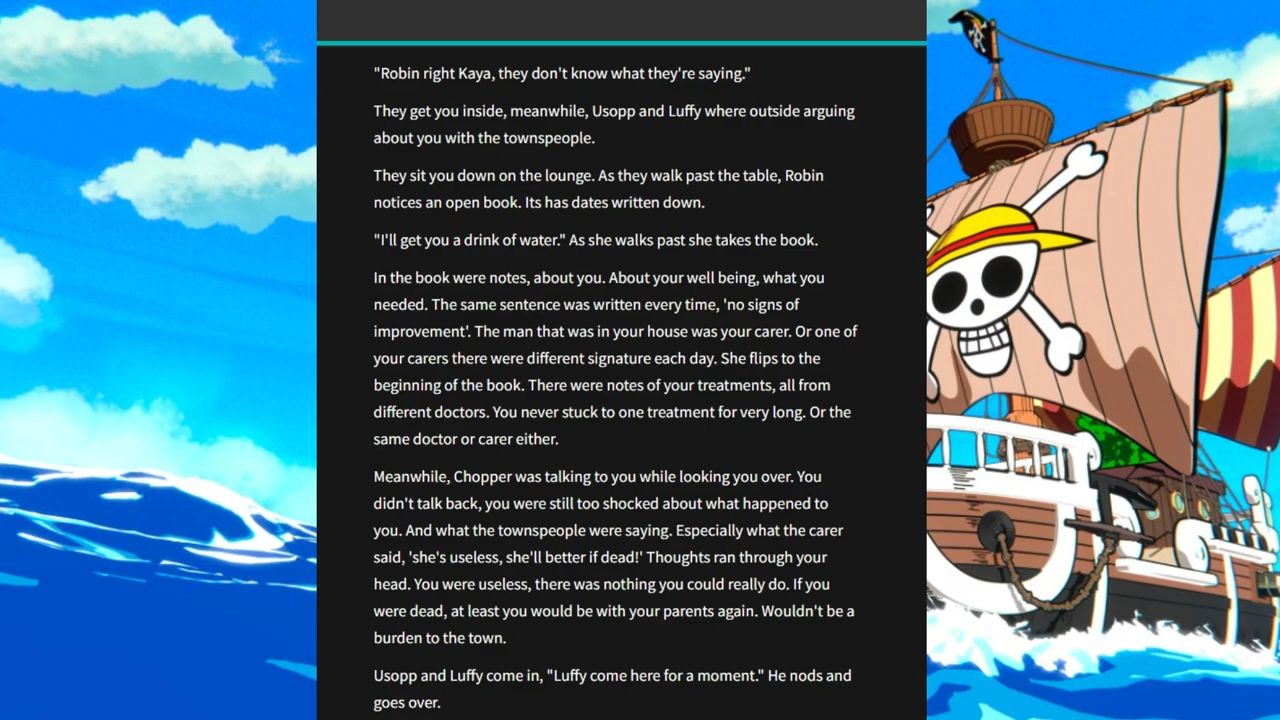 "Robin right Kaya, they don't know what they're saying."
They get you inside, meanwhile, Usopp and Luffy where outside arguing
about you with the townspeople.
They sit you down on the lounge. As they walk past the table, Robin
notices an open book. Its has dates written down.
"I'll get you a drink of water." As she walks past she takes the book.
In the book were notes, about you. About your well being, what you
needed. The same sentence was written every time, 'no signs of
improvement'. The man that was in your house was your carer. Or one of
your carers there were different signature each day. She flips to the
beginning of the book. There were notes of your treatments, all from
different doctors. You never stuck to one treatment for very long. Or the
same doctor or carer either.
Meanwhile, Chopper was talking to you while looking you over. You
didn't talk back, you were still too shocked about what happened to
you. And what the townspeople were saying. Especially what the carer
said, 'she's useless, she'll better if dead!' Thoughts ran through your
head. You were useless, there was nothing you could really do. If you
were dead, at least you would be with your parents again. Wouldn't be a
burden to the town.
Usopp and Luffy come in, "Luffy come here for a moment." He nods and
goes over.